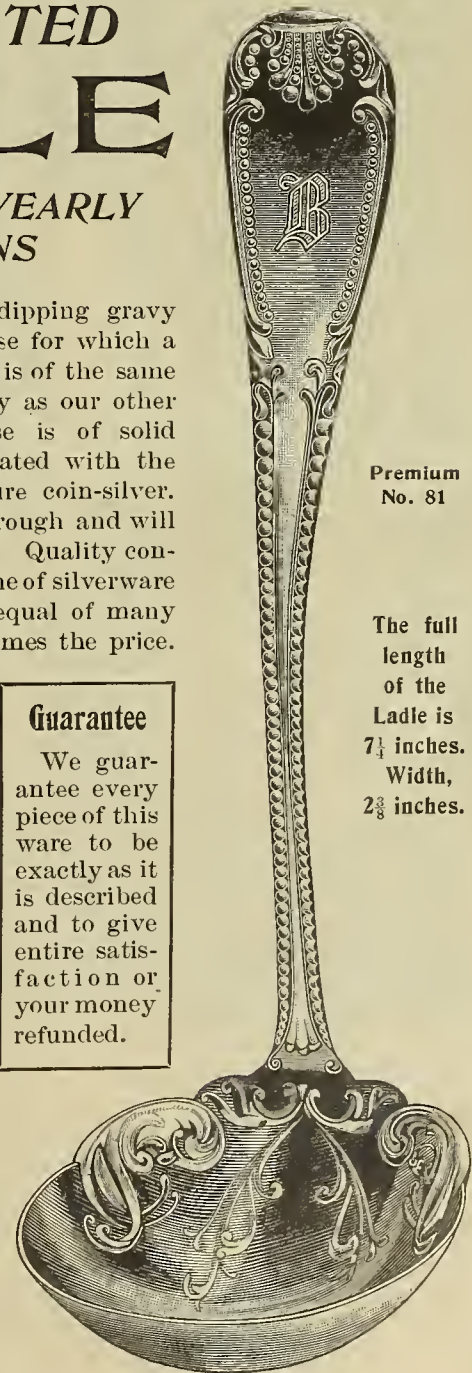 TED
LE
YEARLY
NS
dipping gravy
se for which a
is of the same
y as our other
se is of solid
ated with the
ure coin-silver.
rough and will
Quality con-
ne of silverware
equal of many
mes the price.
Guarantee
We guar-
antee every
piece of this
ware to be
exactly as it
is described
and to give
entire satis-
faction or
your money
refunded.
B
Premium
No. 81
The full
length
of the
Ladle is
7¼ inches.
Width,
2⅜ inches.